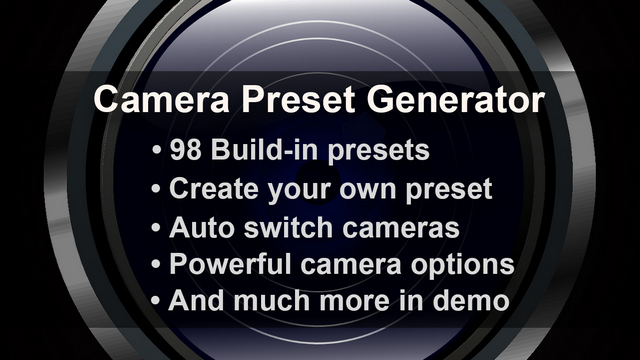 Camera Preset Generator
• 98 Build-in presets
• Create your own preset
• Auto switch cameras
• Powerful camera options
• And much more in demo